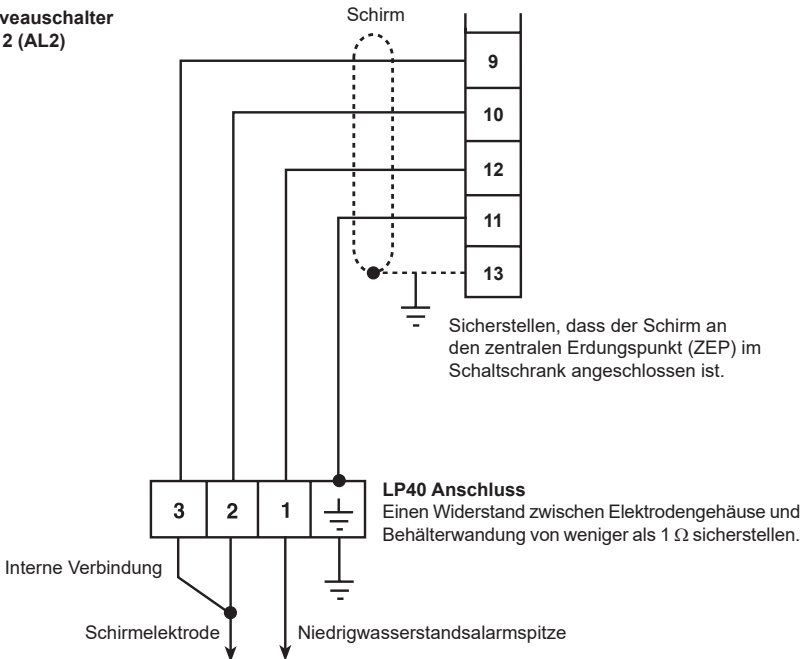 veauschalter
2 (AL2)
Schirm
9
10
12
11
13
Sicherstellen, dass der Schirm an
den zentralen Erdungspunkt (ZEP) im
Schaltschrank angeschlossen ist.
LP40 Anschluss
Einen Widerstand zwischen Elektrodengehäuse und
Behälterwandung von weniger als 1 Ω sicherstellen.
3 2 1
Interne Verbindung
Schirmelektrode
Niedrigwasserstandsalarmspitze